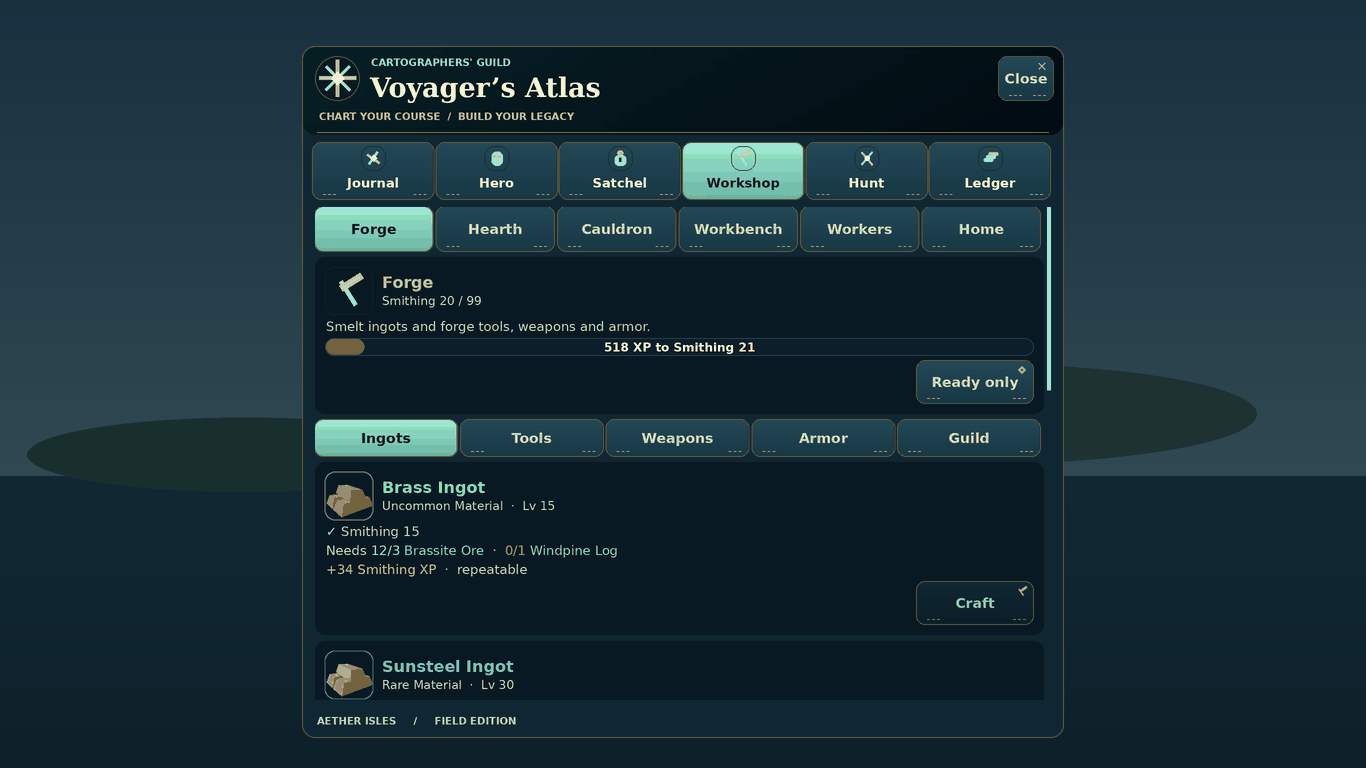 CARTOGRAPHERS' GUILD
Voyager’s Atlas
CHART YOUR COURSE / BUILD YOUR LEGACY
× Close
Journal Hero Satchel Workshop Hunt Ledger
Forge Hearth Cauldron Workbench Workers Home
Forge
Smithing 20 / 99
Smelt ingots and forge tools, weapons and armor.
518 XP to Smithing 21
Ready only
Ingots Tools Weapons Armor Guild
Brass Ingot
Uncommon Material · Lv 15
✓ Smithing 15
Needs 12/3 Brassite Ore · 0/1 Windpine Log
+34 Smithing XP · repeatable
Craft
Sunsteel Ingot
Rare Material · Lv 30
AETHER ISLES / FIELD EDITION